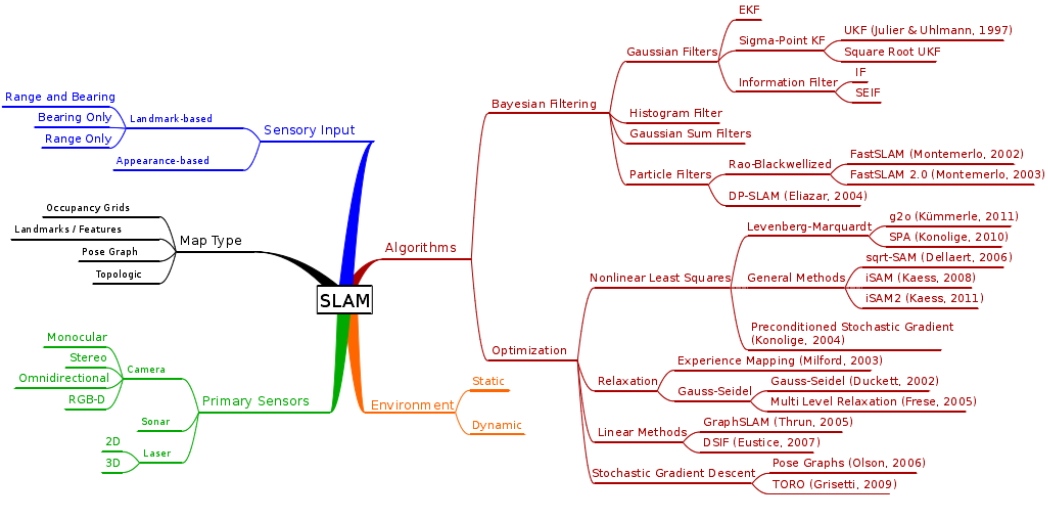 SLAM
Sensory Input
Landmark-based
Range and Bearing
Bearing Only
Range Only
Appearance-based
Map Type
Occupancy Grids
Landmarks / Features
Pose Graph
Topologic
Primary Sensors
Camera
Monocular
Stereo
Omnidirectional
RGB-D
Sonar
Laser
2D
3D
Environment
Static
Dynamic
Algorithms
Bayesian Filtering
Gaussian Filters
EKF
Sigma-Point KF
UKF (Julier & Uhlmann, 1997)
Square Root UKF
Information Filter
IF
SEIF
Histogram Filter
Gaussian Sum Filters
Particle Filters
Rao-Blackwellized
FastSLAM (Montemerlo, 2002)
FastSLAM 2.0 (Montemerlo, 2003)
DP-SLAM (Eliazar, 2004)
Optimization
Nonlinear Least Squares
Levenberg-Marquardt
g2o (Kümmerle, 2011)
SPA (Konolige, 2010)
General Methods
sqrt-SAM (Dellaert, 2006)
iSAM (Kaess, 2008)
iSAM2 (Kaess, 2011)
Preconditioned Stochastic Gradient
(Konolige, 2004)
Relaxation
Experience Mapping (Milford, 2003)
Gauss-Seidel
Gauss-Seidel (Duckett, 2002)
Multi Level Relaxation (Frese, 2005)
Linear Methods
GraphSLAM (Thrun, 2005)
DSIF (Eustice, 2007)
Stochastic Gradient Descent
Pose Graphs (Olson, 2006)
TORO (Grisetti, 2009)